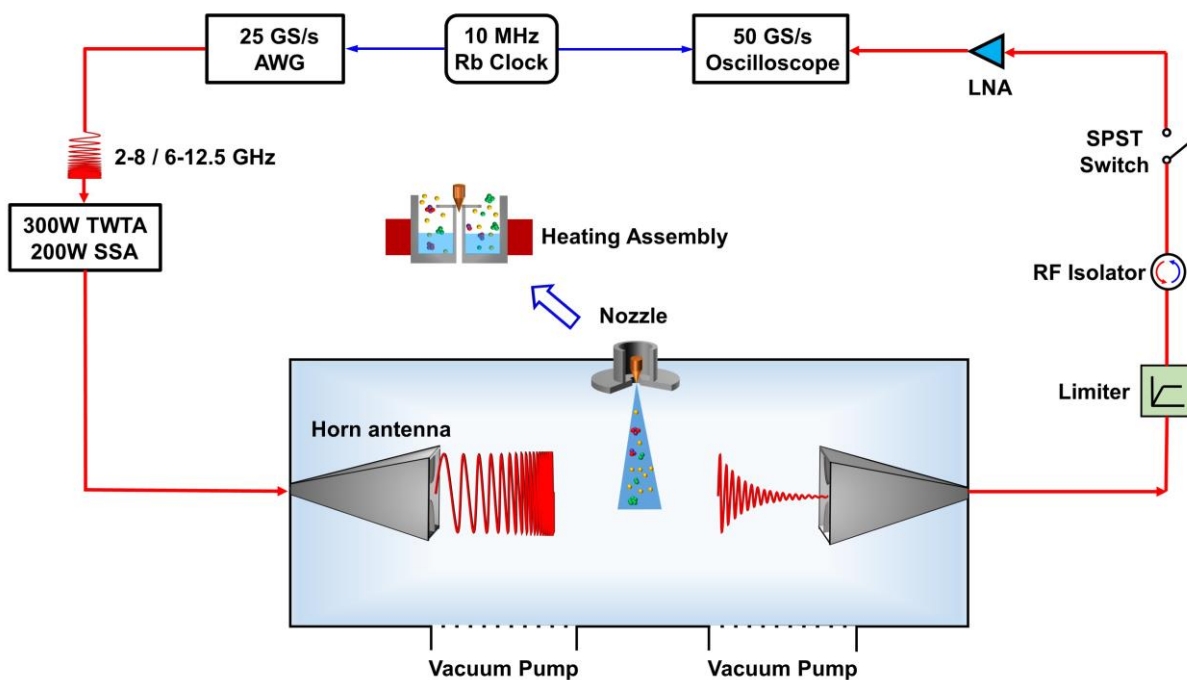 25 GS/s
AWG
10 MHz
Rb Clock
50 GS/s
Oscilloscope
LNA
SPST
Switch
2-8 / 6-12.5 GHz
300W TWTA
200W SSA
Heating Assembly
RF Isolator
Nozzle
Limiter
Horn antenna
Vacuum Pump
Vacuum Pump